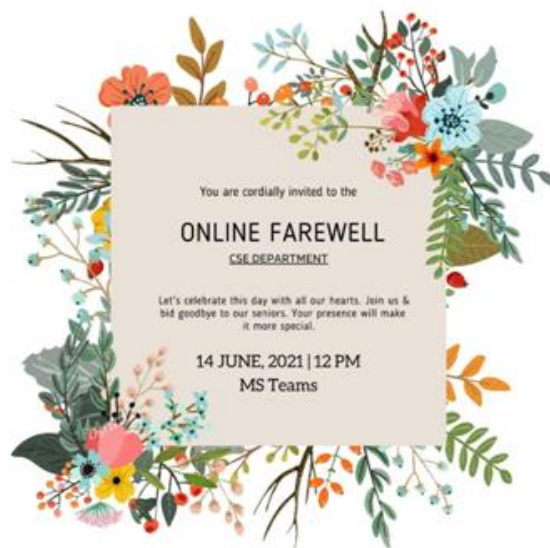 You are cordially invited to the
ONLINE FAREWELL
CSE DEPARTMENT
Let's celebrate this day with all our hearts. Join us &
bid goodbye to our seniors. Your presence will make
it more special.
14 JUNE, 2021 | 12 PM
MS Teams